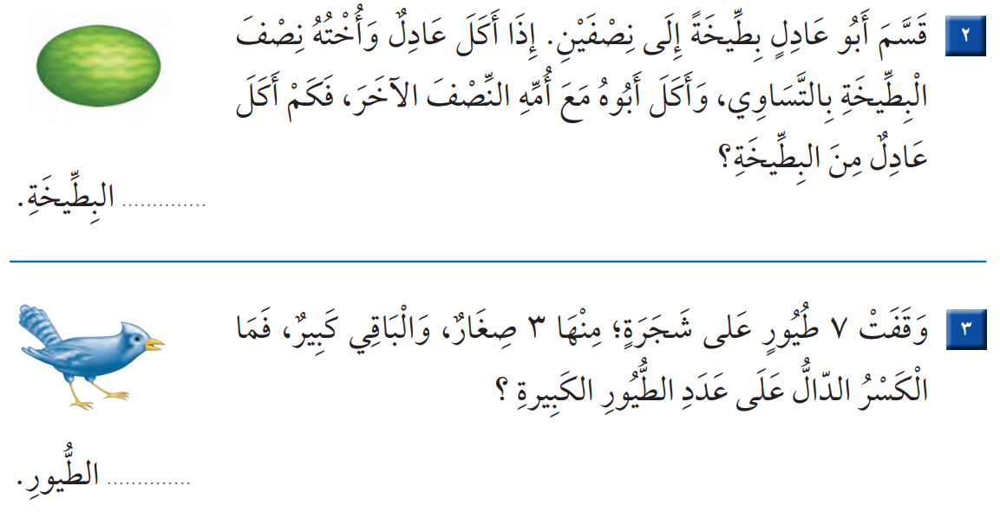 ٢ قَسَّمَ أَبُو عَادِلٍ بِطِّيخَةً إِلَى نِصْفَيْنِ. إِذَا أَكَلَ عَادِلٌ وَأُخْتُهُ نِصْفَ
الْبِطِّيخَةِ بِالتَّسَاوِي، وَأَكَلَ أَبُوهُ مَعَ أُمِّهِ النِّصْفَ الآخَرَ، فَكَمْ أَكَلَ
عَادِلٌ مِنَ البِطِّيخَةِ؟
.............. البِطِّيخَةِ.
٣ وَقَفَتْ ٧ طُيُورٍ عَلى شَجَرَةٍ؛ مِنْهَا ٣ صِغَارٌ، وَالْبَاقِي كَبِيرٌ، فَمَا
الْكَسْرُ الدّالُّ عَلَى عَدَدِ الطُّيُورِ الكَبِيرةِ ؟
.............. الطُّيورِ.